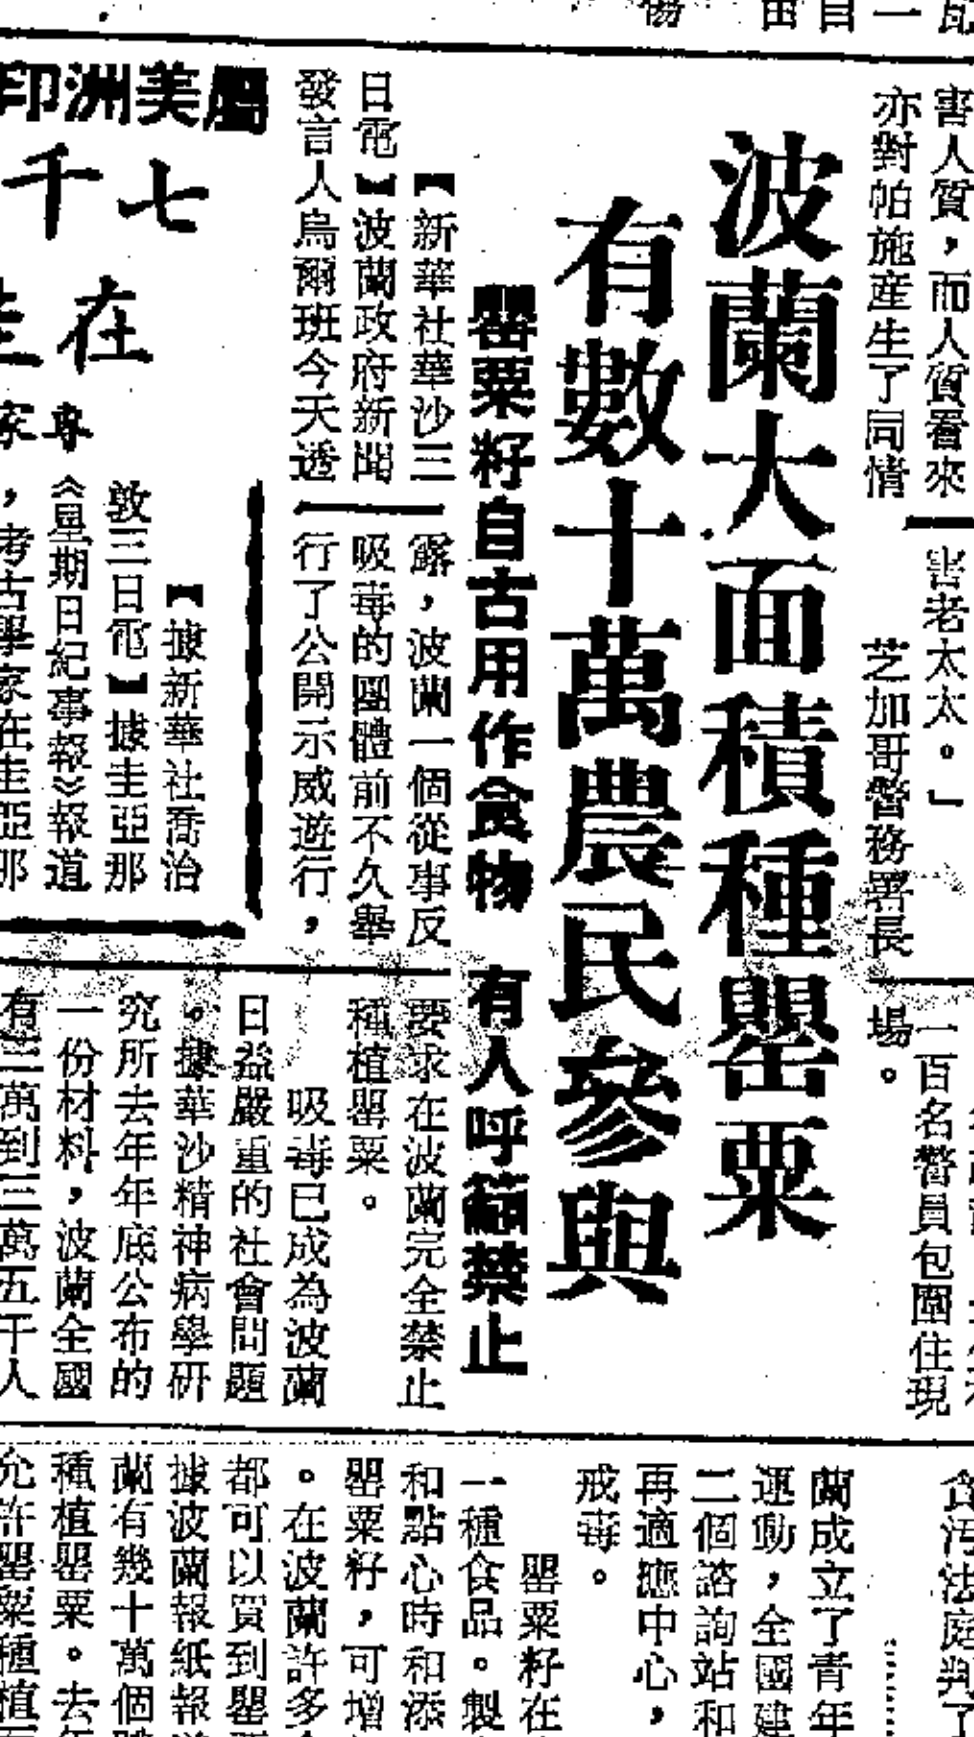 傷
田
自
一
害人質，而人質看來
亦對帕施産生了同情
害老太太。」
芝加哥警務署長
一百名警員包圍住現
場。
波蘭大面積種罌粟
有數十萬農民參與
罌粟籽自古用作食物　有人呼籲禁止
【新華社華沙三
日電】波蘭政府新聞
發言人烏爾班今天透
露，波蘭一個從事反
吸毒的團體前不久舉
行了公開示威遊行，
要求在波蘭完全禁止
種植罌粟。
吸毒已成為波蘭
日益嚴重的社會問題
。據華沙精神病學研
究所去年年底公布的
一份材料，波蘭全國
有三萬到三萬五千人
貪污法庭判了
蘭成立了青年
運動，全國建
二個諮詢站和
再適應中心，
戒毒。
罌粟籽在
一種食品。製
和點心時和添
罌粟籽，可增
。在波蘭許多
都可以買到罌
據波蘭報紙報
蘭有幾十萬個
種植罌粟。去
允許罌粟種植
屬美洲印
七千
在
專家
【據新華社喬治
敦三日電】據圭亞那
《星期日紀事報》報道
，考古學家在圭亞那